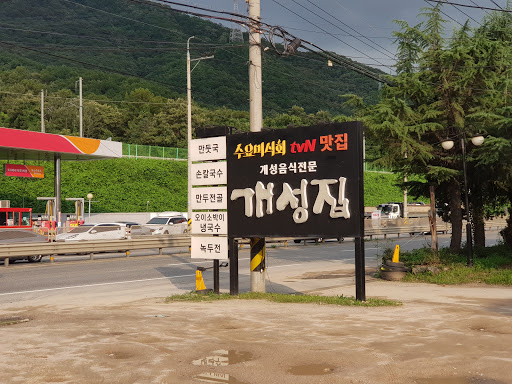 만둣국
손칼국수
만두전골
오이소박이
냉국수
녹두전
수요미식회 tvN 맛집
개성음식전문
개성집